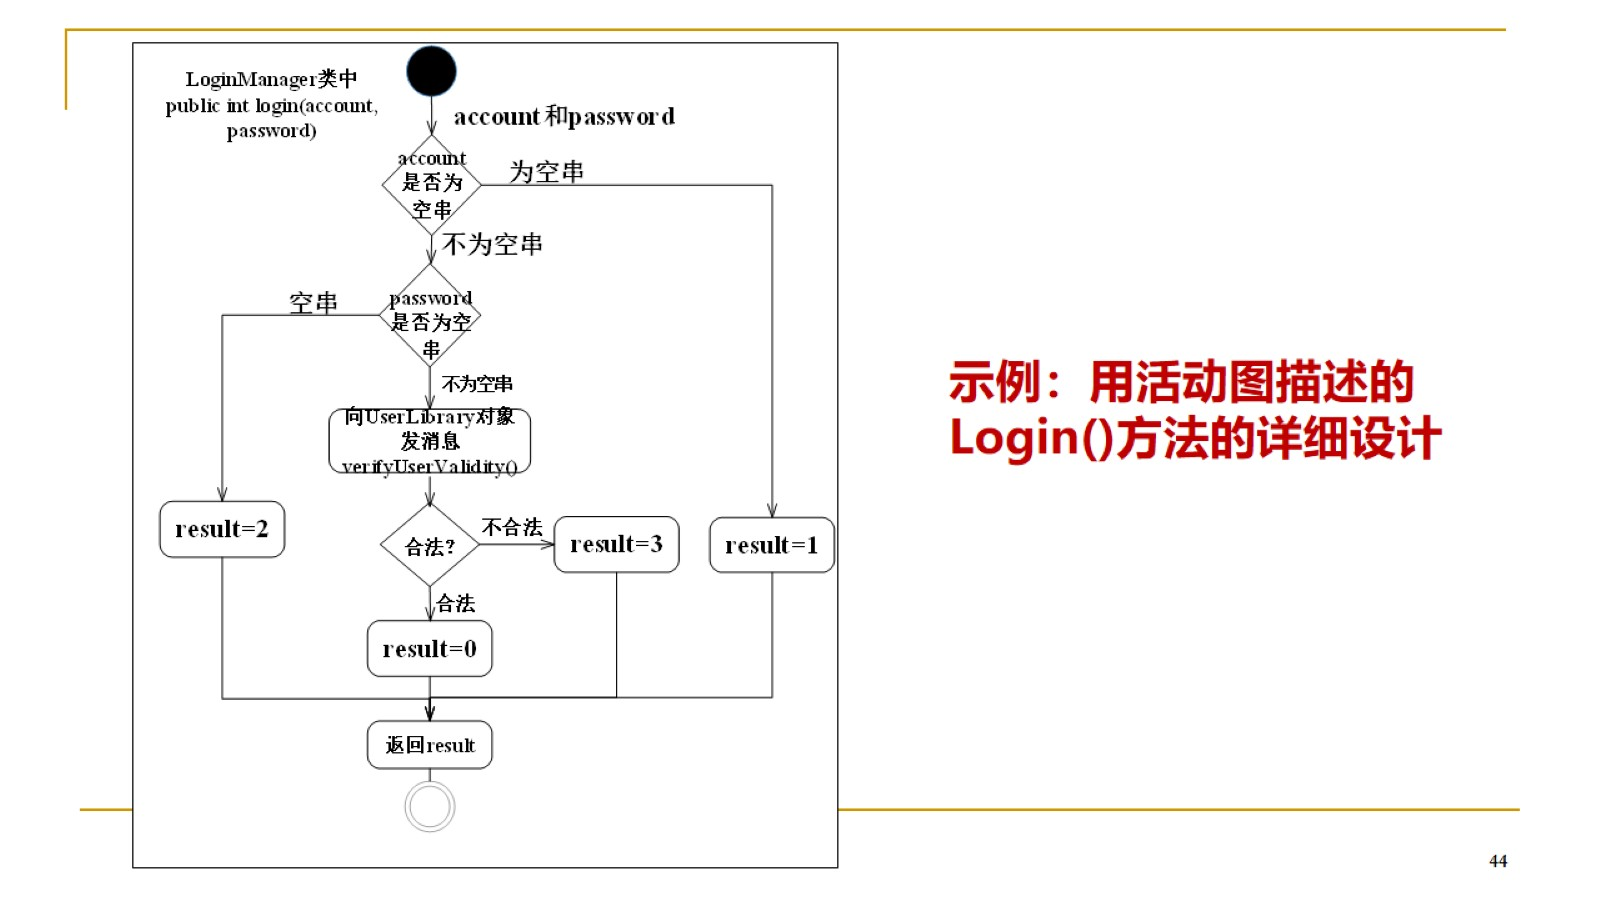 LoginManager类中
public int login(account,
password)
account 和password
account
是否为
空串
为空串
不为空串
password
是否为空
串
空串
不为空串
向UserLibrary对象
发消息
verifyUserValidity()
合法?
不合法
合法
result=2
result=3
result=1
result=0
返回result
示例：用活动图描述的
Login()方法的详细设计
44